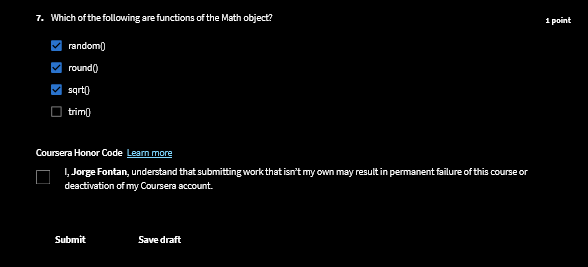 7. Which of the following are functions of the Math object?
1 point
random()
round()
sqrt()
trim()
Coursera Honor Code Learn more
I, Jorge Fontan, understand that submitting work that isn't my own may result in permanent failure of this course or
deactivation of my Coursera account.
Submit Save draft